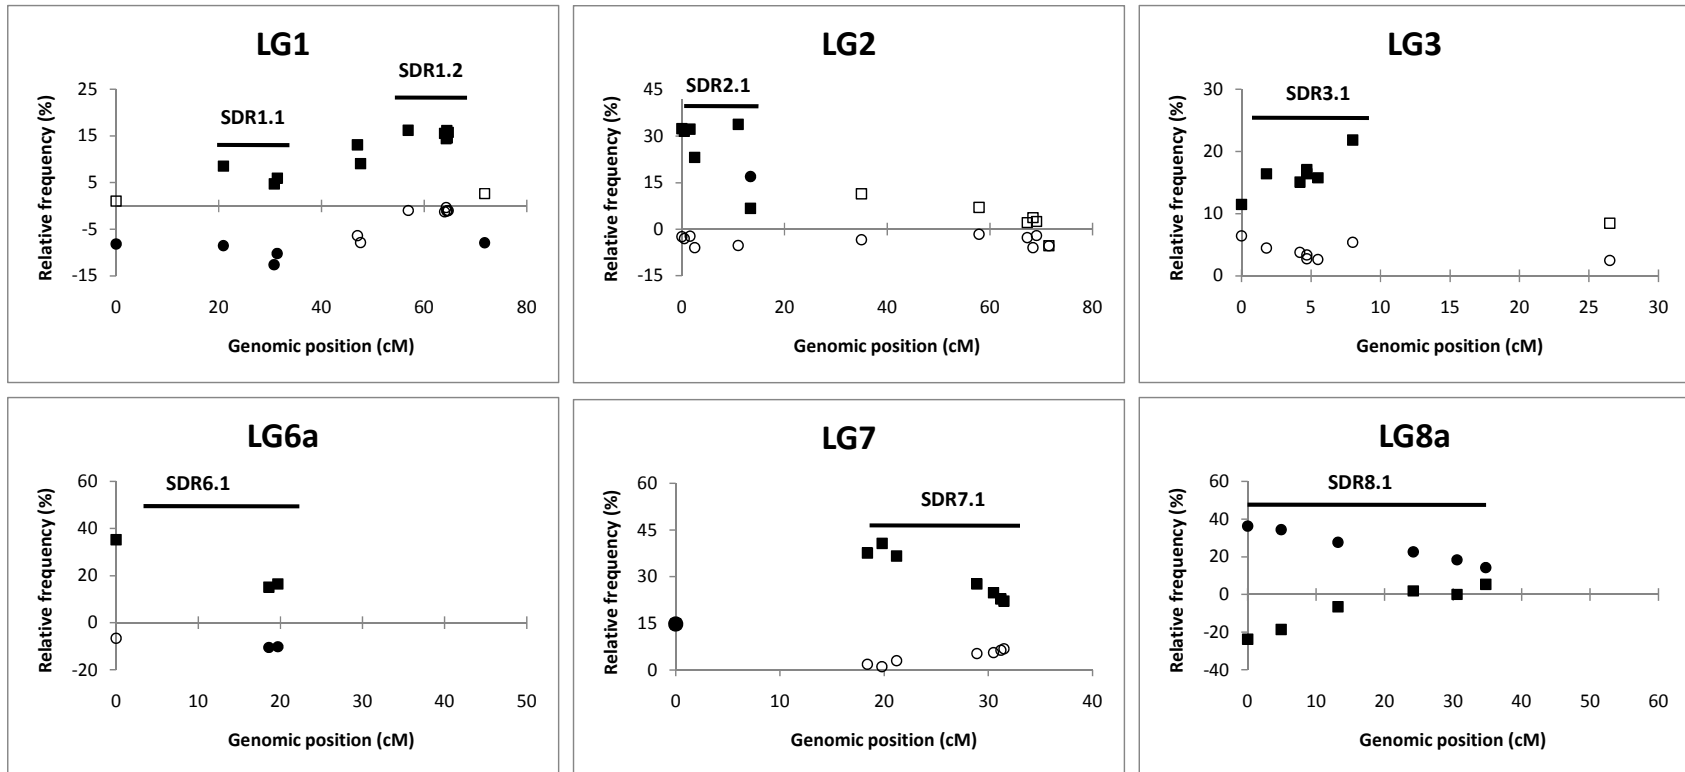 LG1
SDR1.2
SDR1.1
Relative frequency (%)
25
15
5
-5
-15
0 20 40 60 80
Genomic position (cM)
LG2
SDR2.1
Relative frequency (%)
45
30
15
0
-15
0 20 40 60 80
Genomic position (cM)
LG3
SDR3.1
Relative frequency (%)
30
20
10
0
0 5 10 15 20 25 30
Genomic position (cM)
LG6a
SDR6.1
Relative frequency (%)
60
40
20
0
-20
0 10 20 30 40 50
Genomic position (cM)
LG7
SDR7.1
Relative frequency (%)
60
45
30
15
0
0 10 20 30 40
Genomic position (cM)
LG8a
SDR8.1
Relative frequency (%)
60
40
20
0
-20
-40
0 10 20 30 40 50 60
Genomic position (cM)